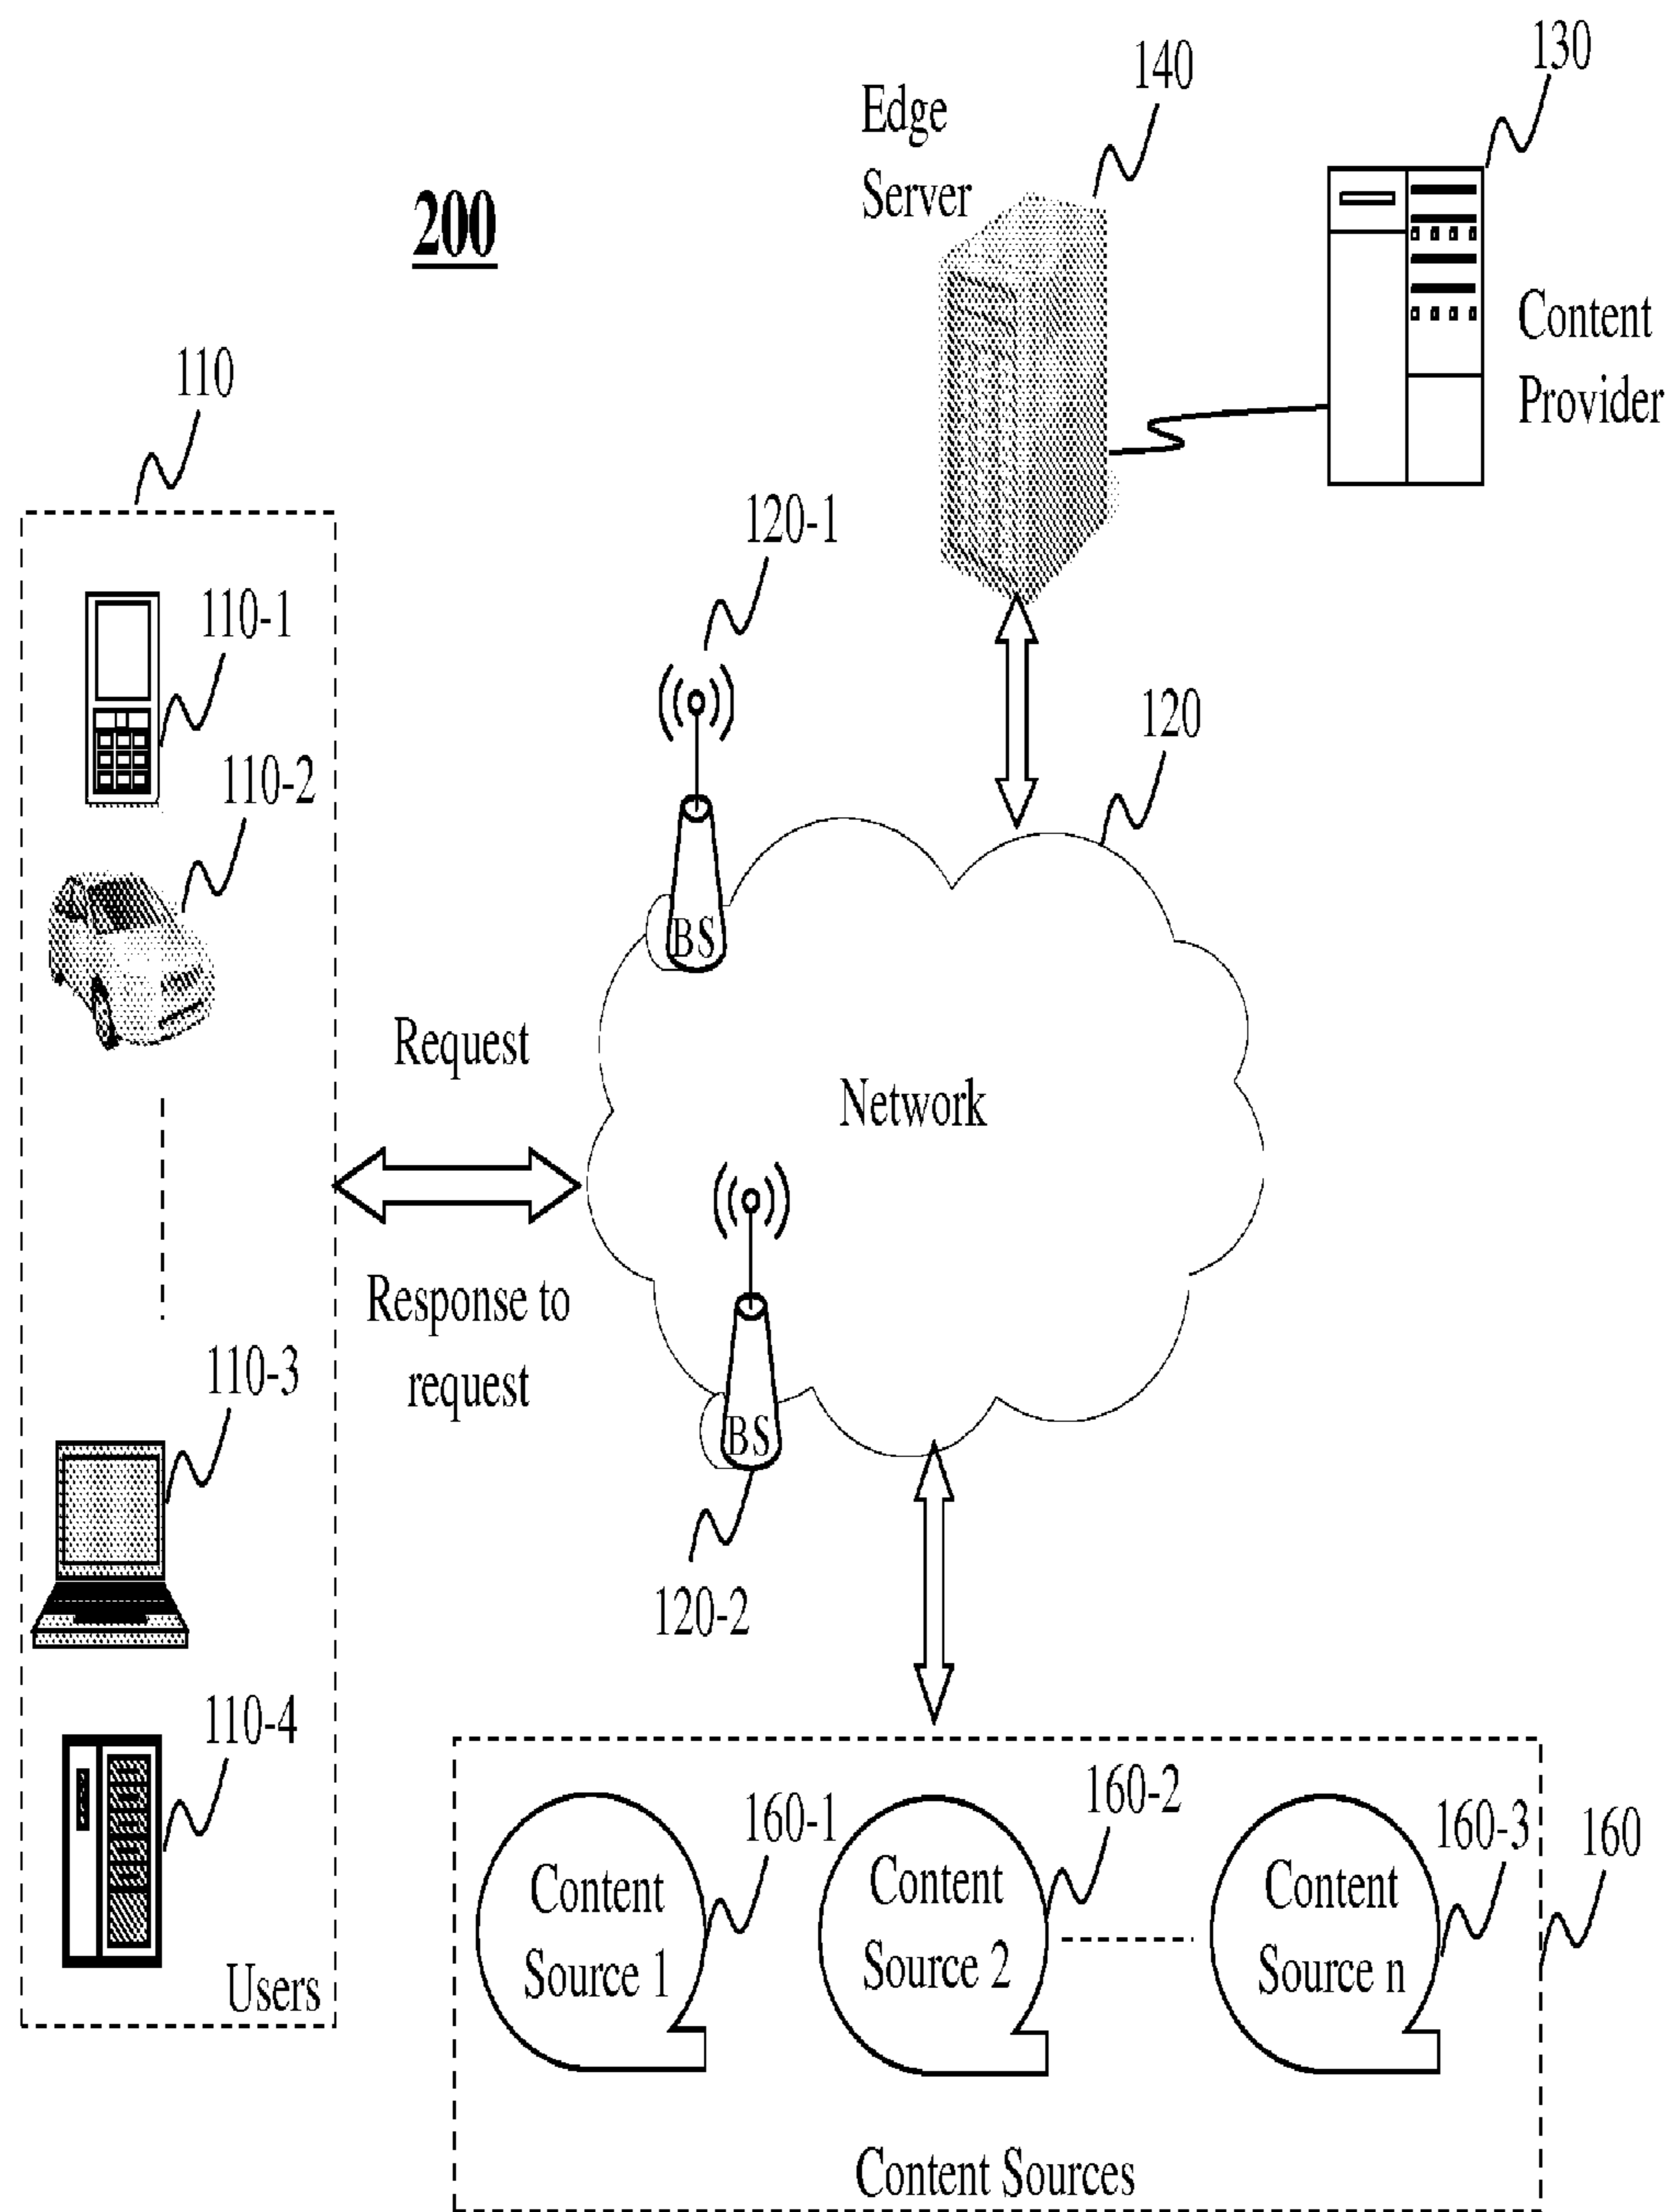 130
140
Edge
Server
200
Content
Provider
110
120-1
110-1
120
110-2
BS
Request
Network
Response to
request
110-3
BS
120-2
110-4
160-1
160-2
160-3
160
Content
Source 1
Content
Source 2
Content
Source n
Users
Content Sources